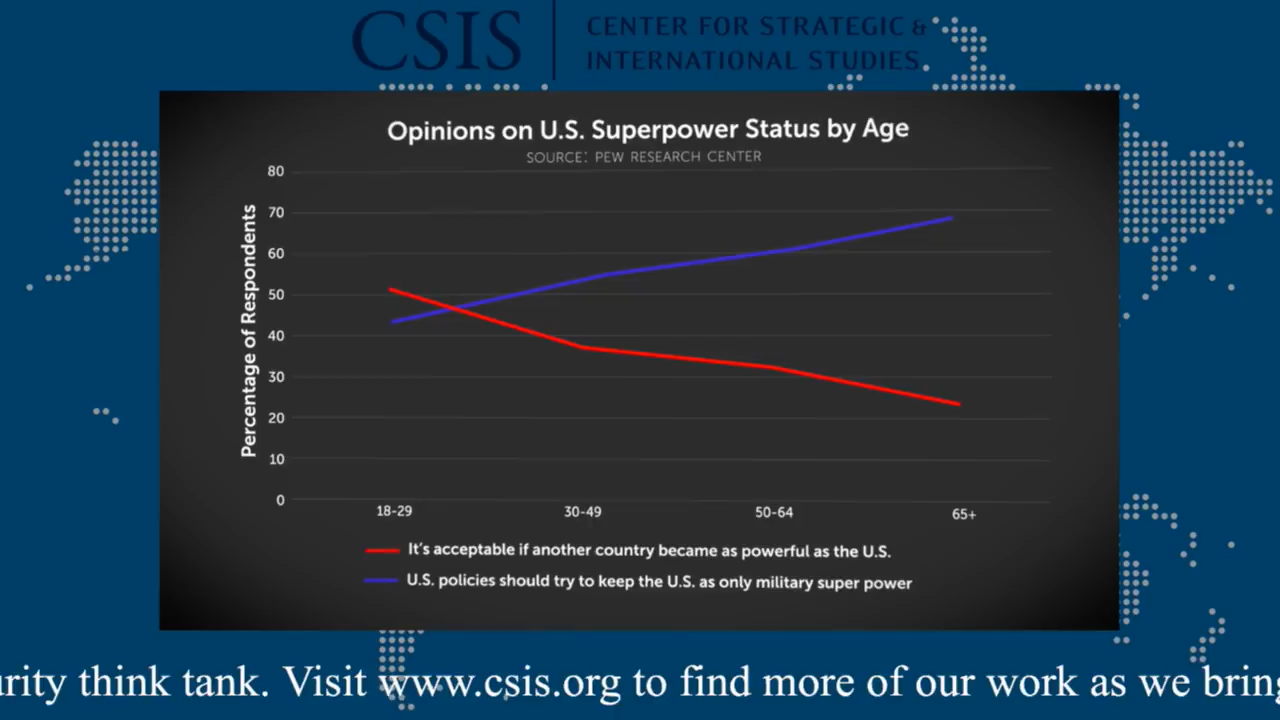 CSIS
CENTER FOR STRATEGIC &
INTERNATIONAL STUDIES
Opinions on U.S. Superpower Status by Age
SOURCE: PEW RESEARCH CENTER
Percentage of Respondents
80
70
60
50
40
30
20
10
0
18-29 30-49 50-64 65+
It's acceptable if another country became as powerful as the U.S.
U.S. policies should try to keep the U.S. as only military super power
urity think tank. Visit www.csis.org to find more of our work as we bring